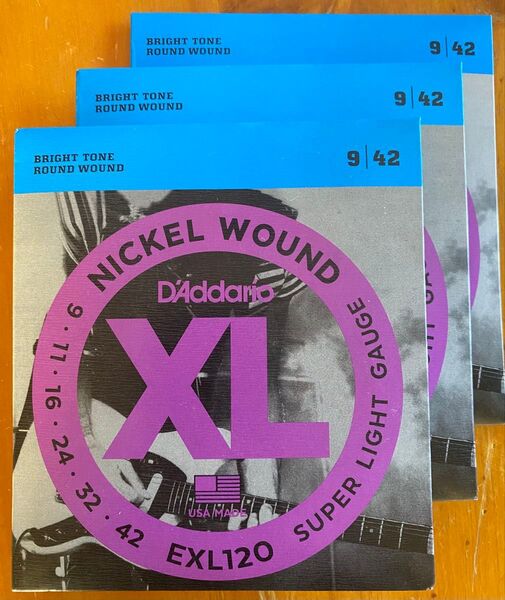 BRIGHT TONE
ROUND WOUND
9|42
BRIGHT TONE
ROUND WOUND
9|42
BRIGHT TONE
ROUND WOUND
9|42
NICKEL WOUND
D'Addario
XL
9 · 11 · 16 · 24 · 32 · 42
USA MADE
EXL120
SUPER LIGHT GAUGE